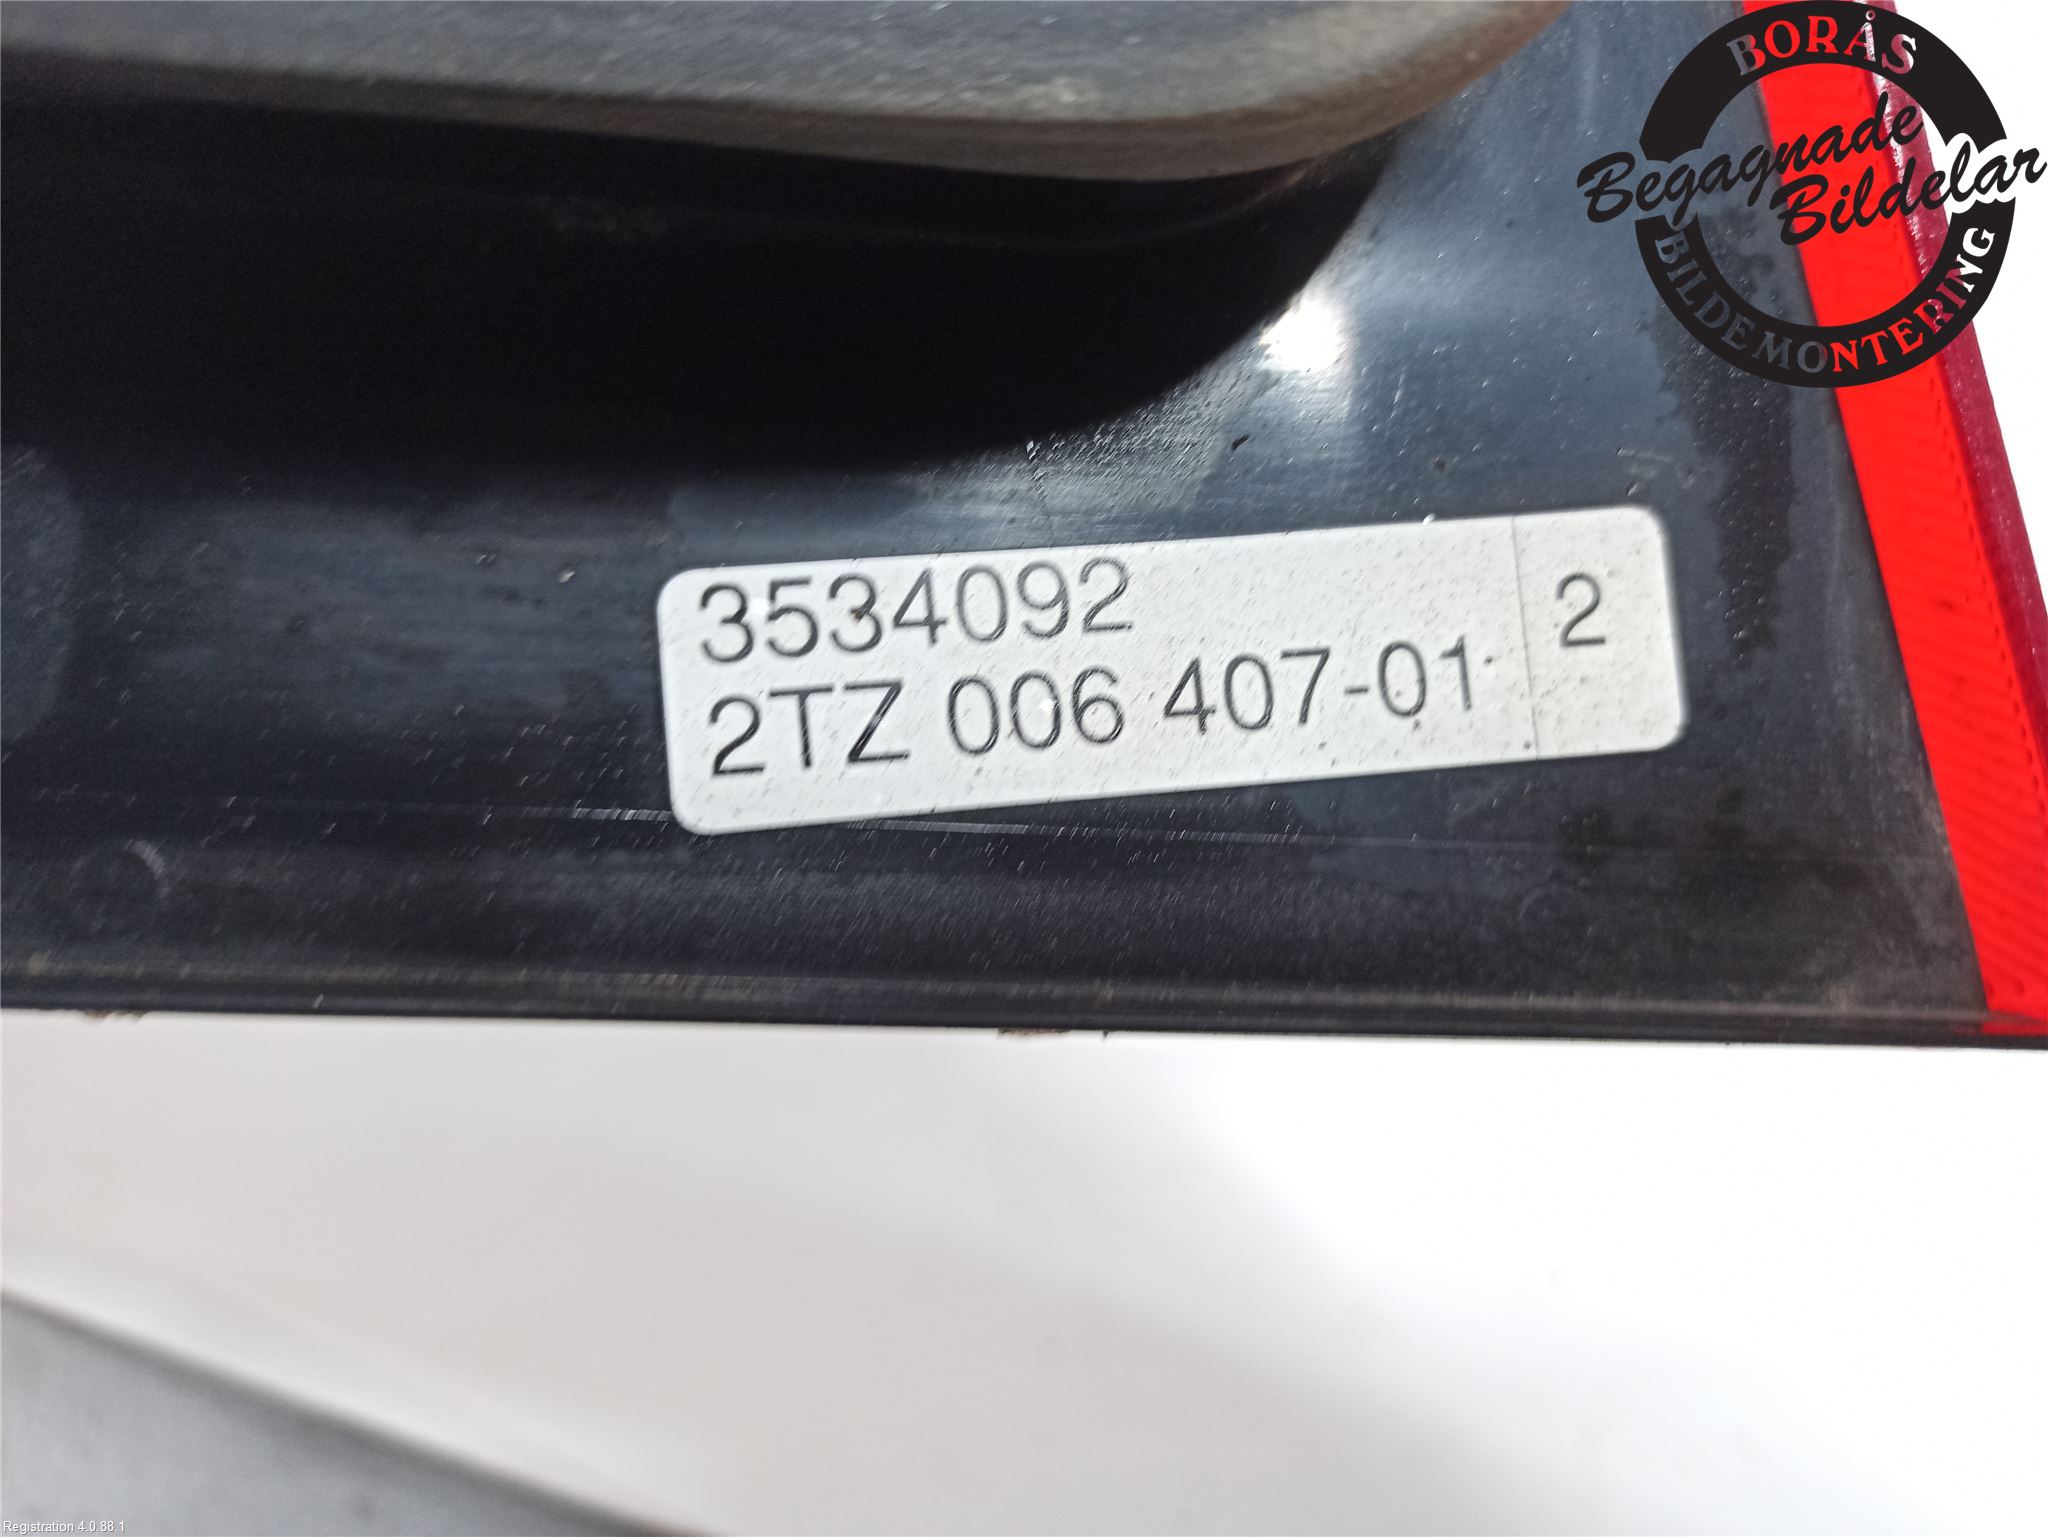 BORÅS
Begagnade
Bildelar
BILDEMONTERING
3534092
2TZ 006 407-01
2
Registration 4.0.88.1